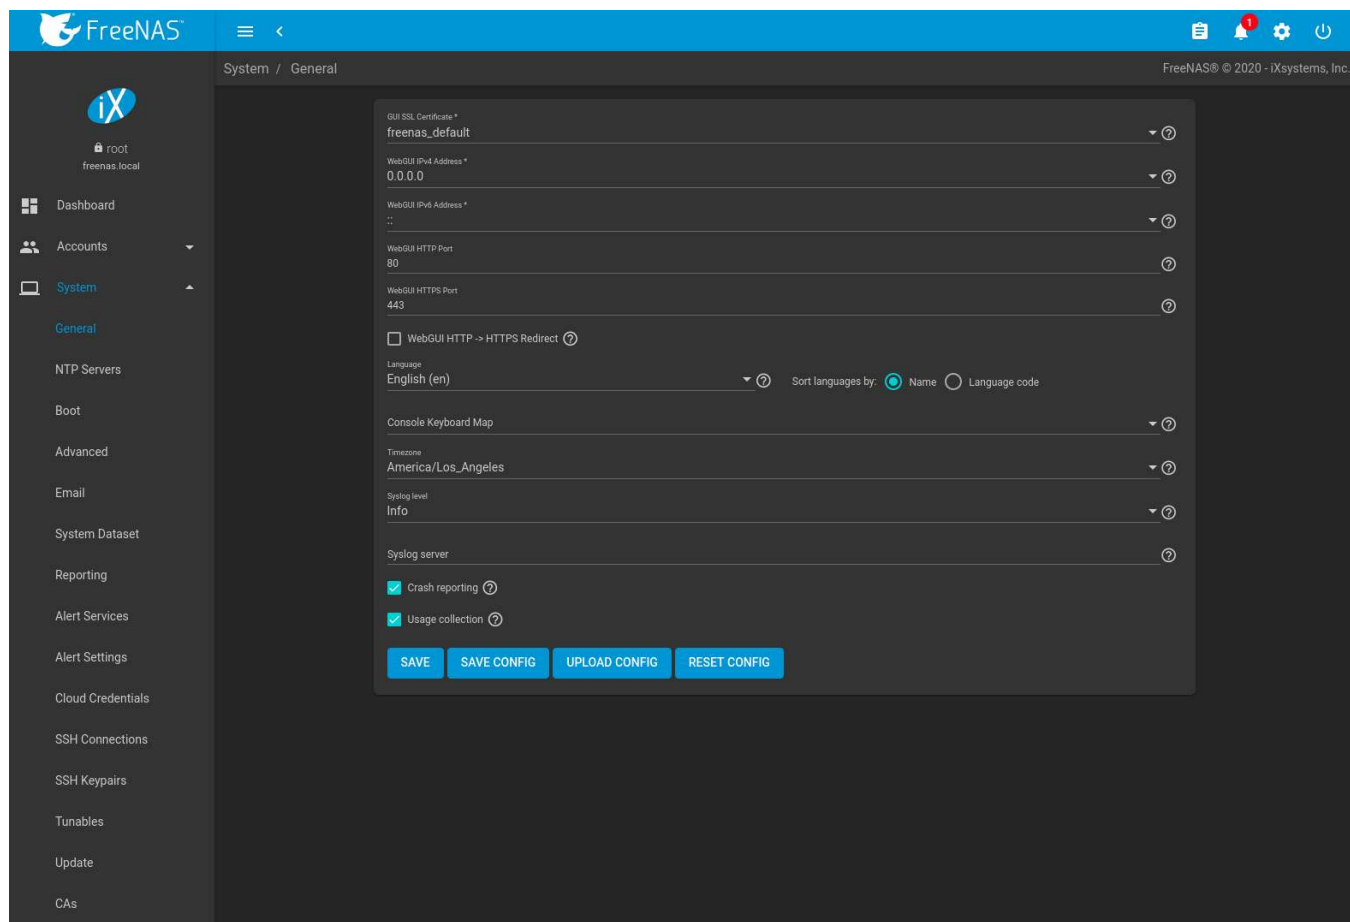 FreeNAS
1
System / General
FreeNAS® © 2020 - iXsystems, Inc.
iX
root
freenas.local
Dashboard
Accounts
System
General
NTP Servers
Boot
Advanced
Email
System Dataset
Reporting
Alert Services
Alert Settings
Cloud Credentials
SSH Connections
SSH Keypairs
Tunables
Update
CAs
GUI SSL Certificate *
freenas_default
WebGUI IPv4 Address *
0.0.0.0
WebGUI IPv6 Address *
::
WebGUI HTTP Port
80
WebGUI HTTPS Port
443
WebGUI HTTP -> HTTPS Redirect
Language
English (en)
Sort languages by: Name Language code
Console Keyboard Map
Timezone
America/Los_Angeles
Syslog level
Info
Syslog server
Crash reporting
Usage collection
SAVE SAVE CONFIG UPLOAD CONFIG RESET CONFIG